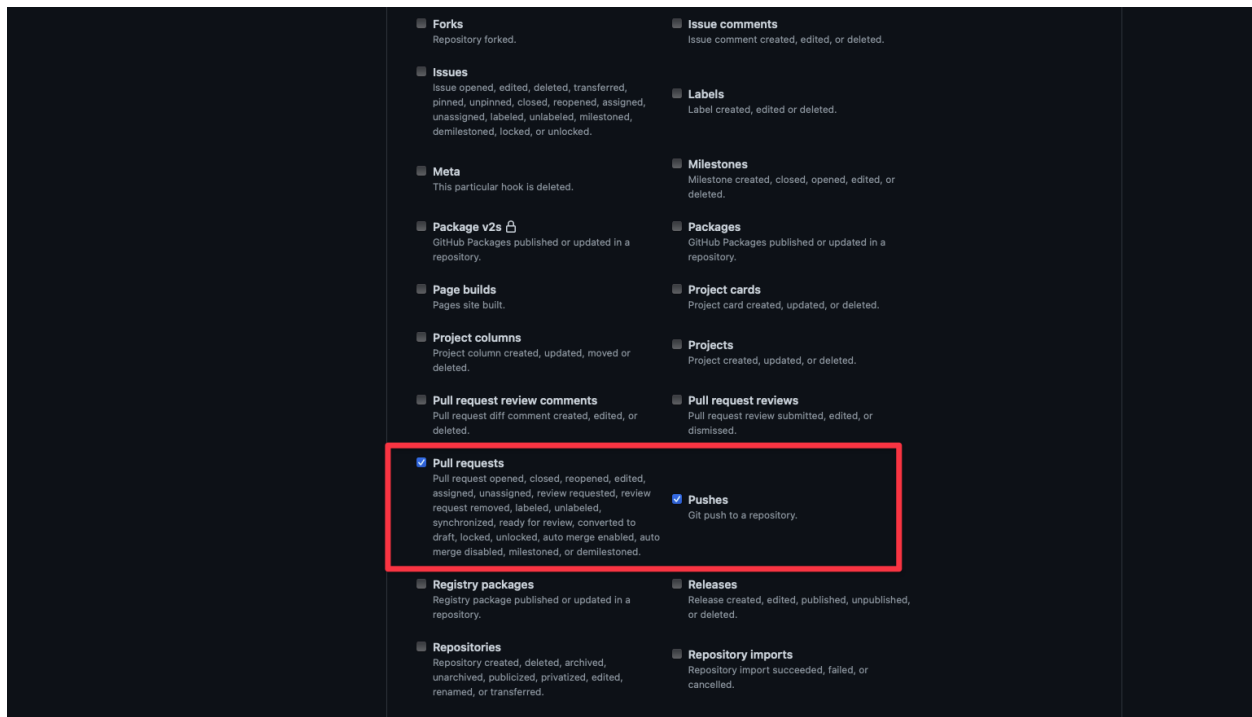 Forks
Repository forked.
Issue comments
Issue comment created, edited, or deleted.
Issues
Issue opened, edited, deleted, transferred,
pinned, unpinned, closed, reopened, assigned,
unassigned, labeled, unlabeled, milestoned,
demilestoned, locked, or unlocked.
Labels
Label created, edited or deleted.
Meta
This particular hook is deleted.
Milestones
Milestone created, closed, opened, edited, or
deleted.
Package v2s
GitHub Packages published or updated in a
repository.
Packages
GitHub Packages published or updated in a
repository.
Page builds
Pages site built.
Project cards
Project card created, updated, or deleted.
Project columns
Project column created, updated, moved or
deleted.
Projects
Project created, updated, or deleted.
Pull request review comments
Pull request diff comment created, edited, or
deleted.
Pull request reviews
Pull request review submitted, edited, or
dismissed.
Pull requests
Pull request opened, closed, reopened, edited,
assigned, unassigned, review requested, review
request removed, labeled, unlabeled,
synchronized, ready for review, converted to
draft, locked, unlocked, auto merge enabled, auto
merge disabled, milestoned, or demilestoned.
Pushes
Git push to a repository.
Registry packages
Registry package published or updated in a
repository.
Releases
Release created, edited, published, unpublished,
or deleted.
Repositories
Repository created, deleted, archived,
unarchived, publicized, privatized, edited,
renamed, or transferred.
Repository imports
Repository import succeeded, failed, or
cancelled.